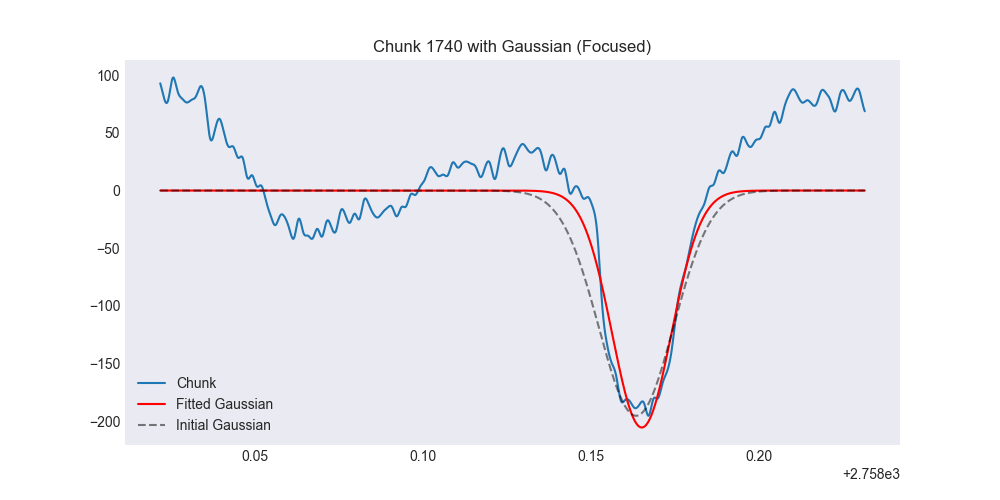 Chunk 1740 with Gaussian (Focused)
100
50
0
−50
−100
−150
−200
Chunk
Fitted Gaussian
Initial Gaussian
0.05 0.10 0.15 0.20
+2.758e3